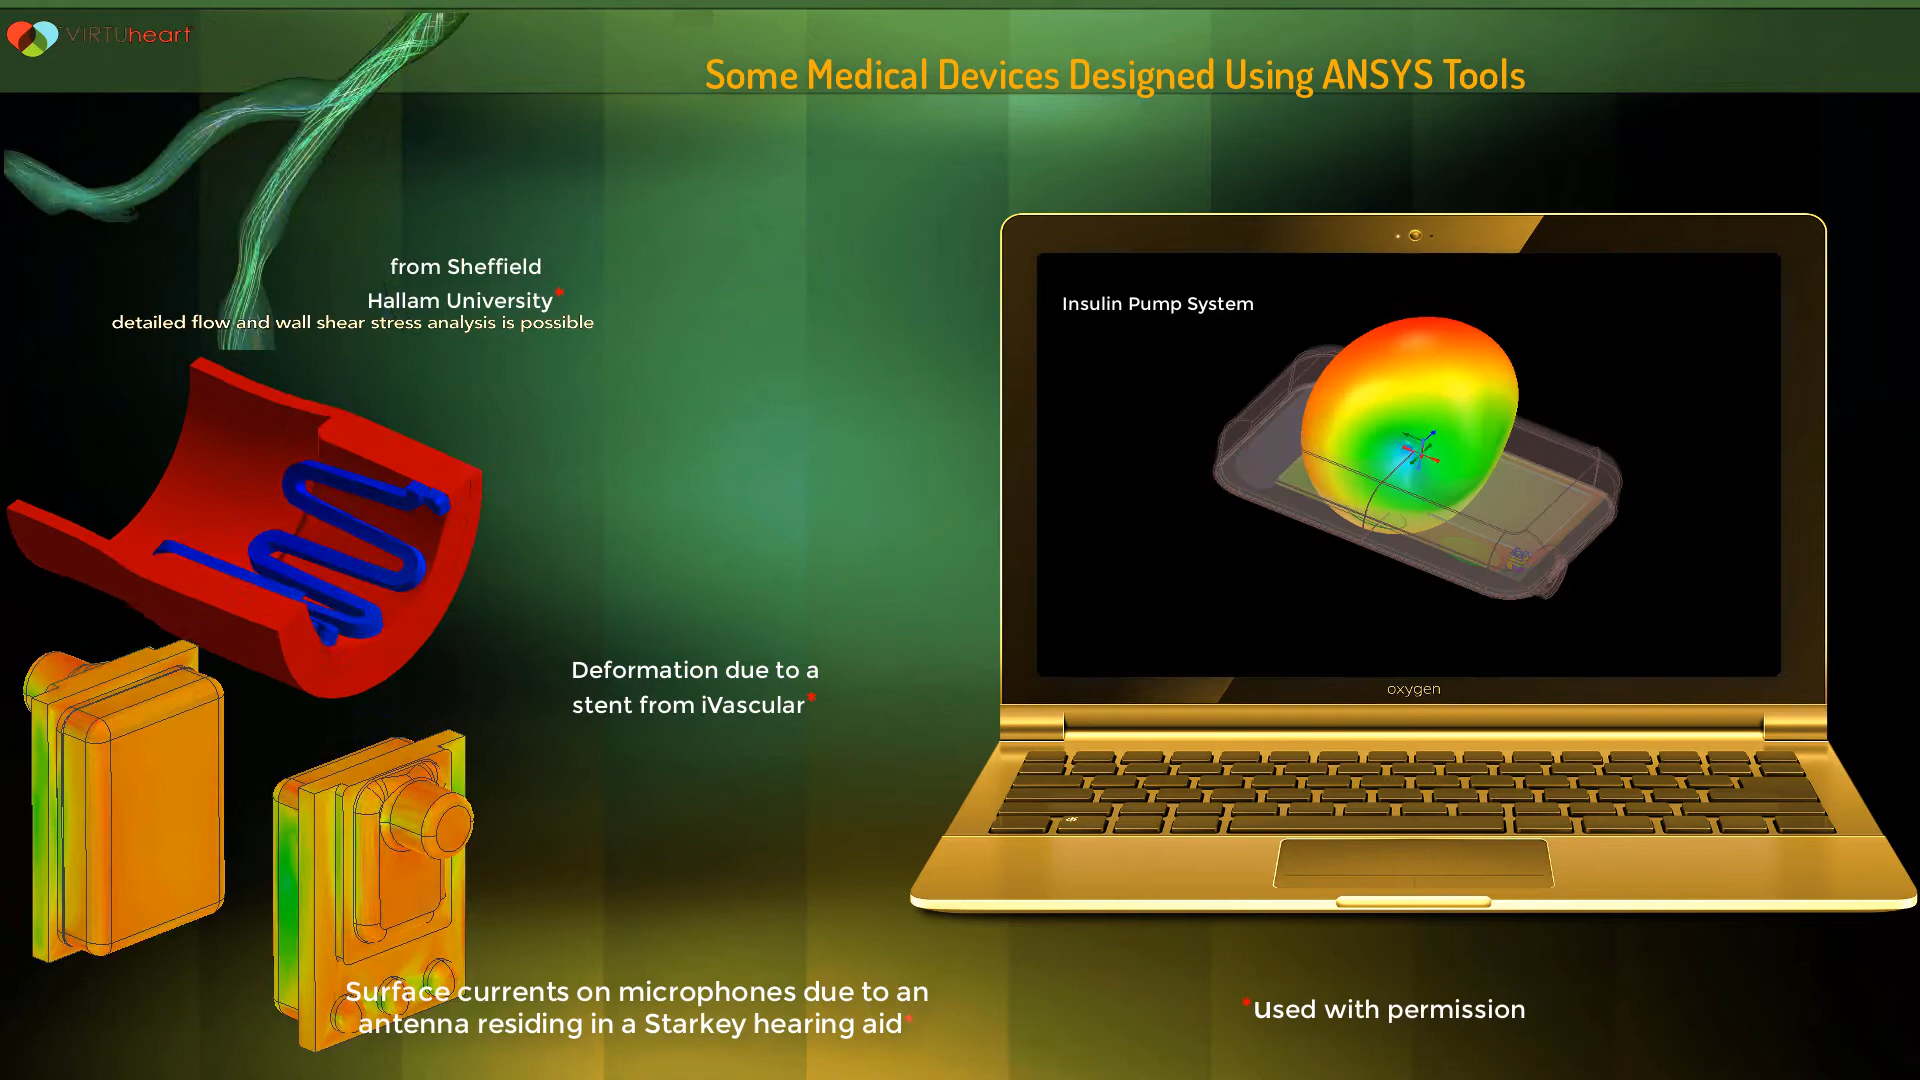 VIRTUheart
Some Medical Devices Designed Using ANSYS Tools
from Sheffield
Hallam University*
detailed flow and wall shear stress analysis is possible
Insulin Pump System
oxygen
Deformation due to a
stent from iVascular*
Surface currents on microphones due to an
antenna residing in a Starkey hearing aid*
*Used with permission